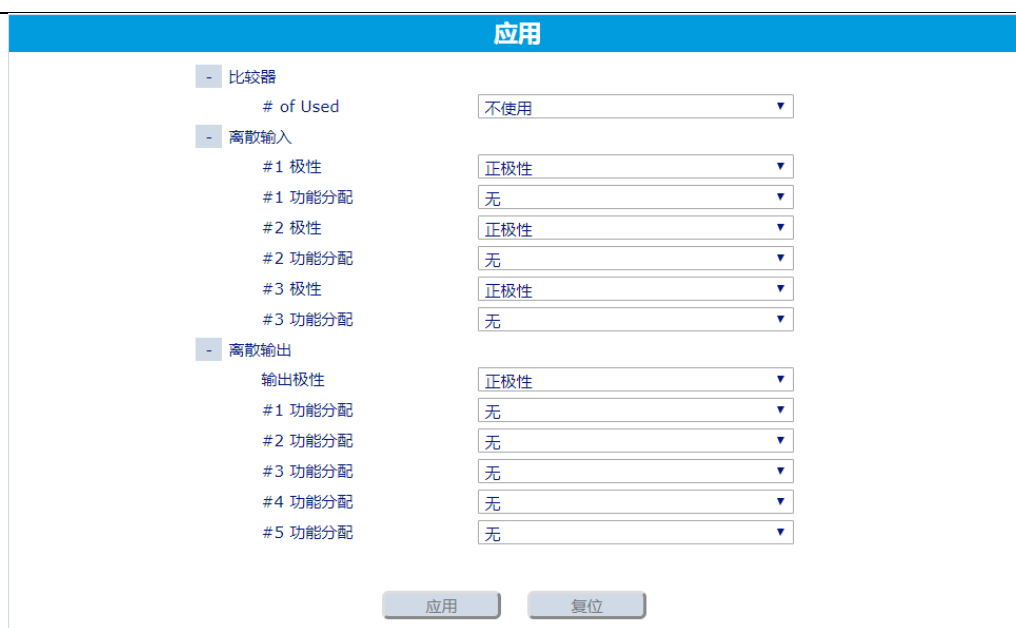 应用
- 比较器
# of Used 不使用
- 离散输入
#1 极性 正极性
#1 功能分配 无
#2 极性 正极性
#2 功能分配 无
#3 极性 正极性
#3 功能分配 无
- 离散输出
输出极性 正极性
#1 功能分配 无
#2 功能分配 无
#3 功能分配 无
#4 功能分配 无
#5 功能分配 无
应用 复位